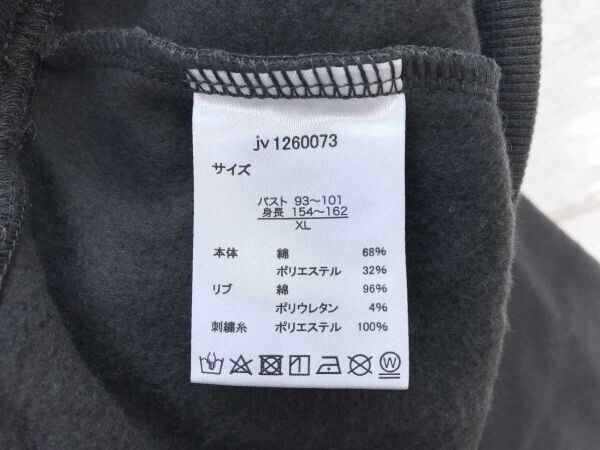 jv1260073
サイズ
バスト 93～101
身長 154～162
XL
本体 綿 68%
ポリエステル 32%
リブ 綿 96%
ポリウレタン 4%
刺繍糸 ポリエステル 100%
W